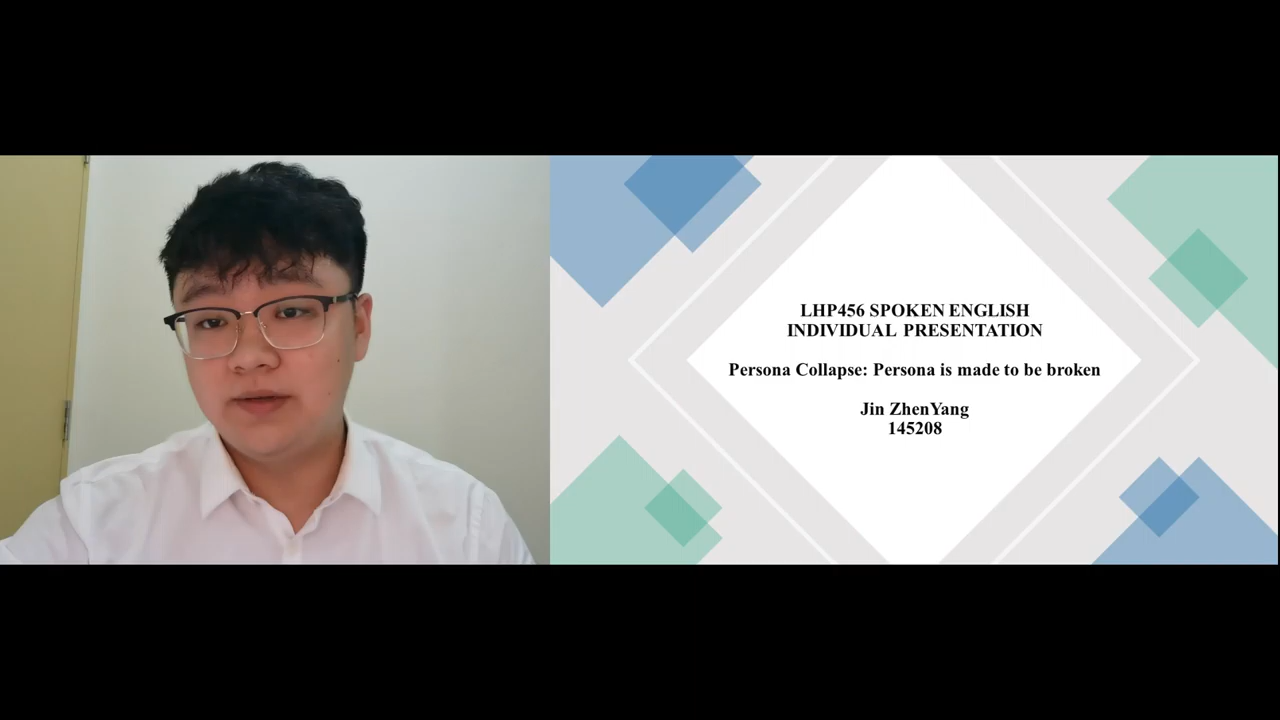 LHP456 SPOKEN ENGLISH
INDIVIDUAL PRESENTATION
Persona Collapse: Persona is made to be broken
Jin ZhenYang
145208